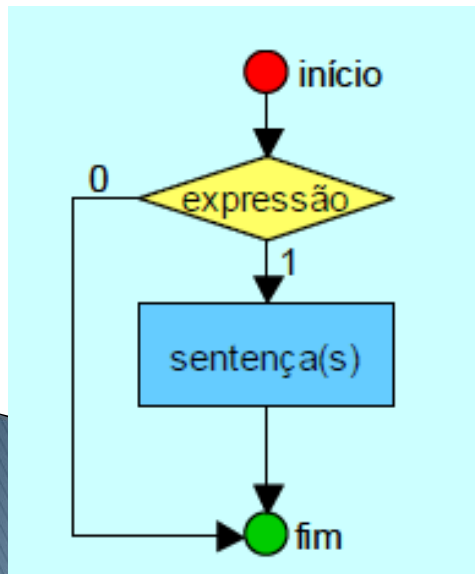 início
0
expressão
1
sentença(s)
fim